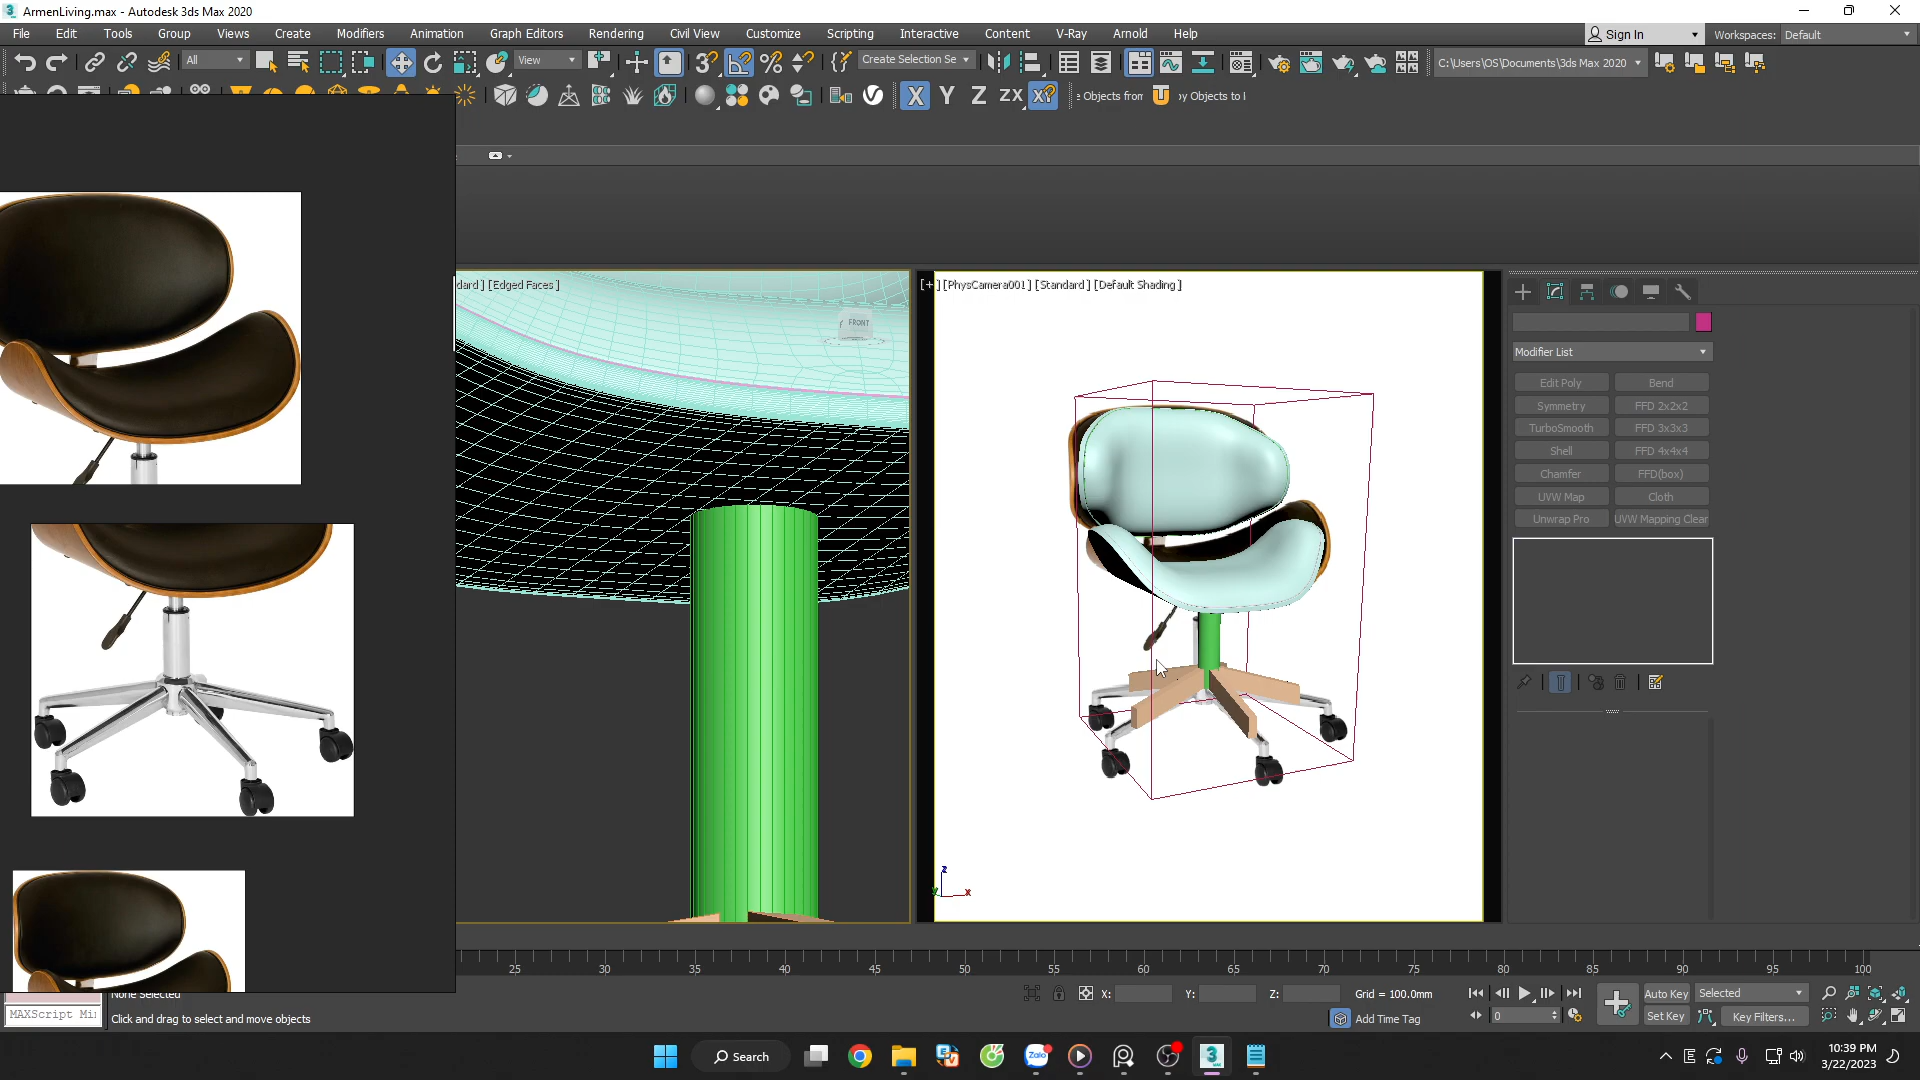 ArmenLiving.max - Autodesk 3ds Max 2020
File Edit Tools Group Views Create Modifiers Animation Graph Editors Rendering Civil View Customize Scripting Interactive Content V-Ray Arnold Help
Sign In Workspaces: Default
All View Create Selection Se C:\Users\OS\Documents\3ds Max 2020
X Y Z ZX XY e Objects from y Objects to l
dard ] [Edged Faces ]
FRONT
[+] [PhysCamera001 ] [Standard ] [Default Shading ]
Modifier List
Edit Poly Bend
Symmetry FFD 2x2x2
TurboSmooth FFD 3x3x3
Shell FFD 4x4x4
Chamfer FFD(box)
UVW Map Cloth
Unwrap Pro UVW Mapping Clear
z
y x
25 30 35 40 45 50 55 60 65 70 75 80 85 90 95 100
None Selected X: Y: Z: Grid = 100.0mm Auto Key Selected
MAXScript Mi Click and drag to select and move objects Add Time Tag 0 Set Key Key Filters...
Search Zalo 3 10:39 PM
3/22/2023